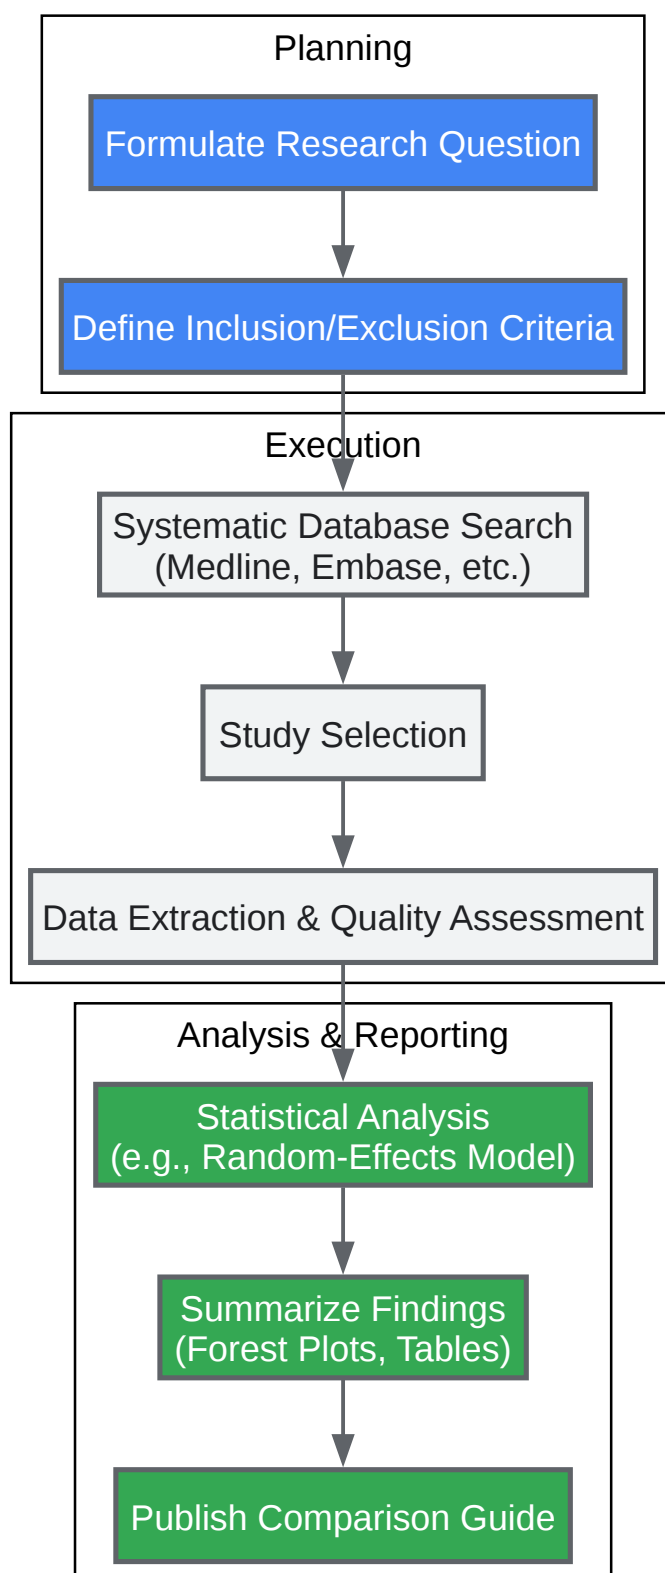 Planning
Formulate Research Question
Define Inclusion/Exclusion Criteria
Execution
Systematic Database Search
(Medline, Embase, etc.)
Study Selection
Data Extraction & Quality Assessment
Analysis & Reporting
Statistical Analysis
(e.g., Random-Effects Model)
Summarize Findings
(Forest Plots, Tables)
Publish Comparison Guide